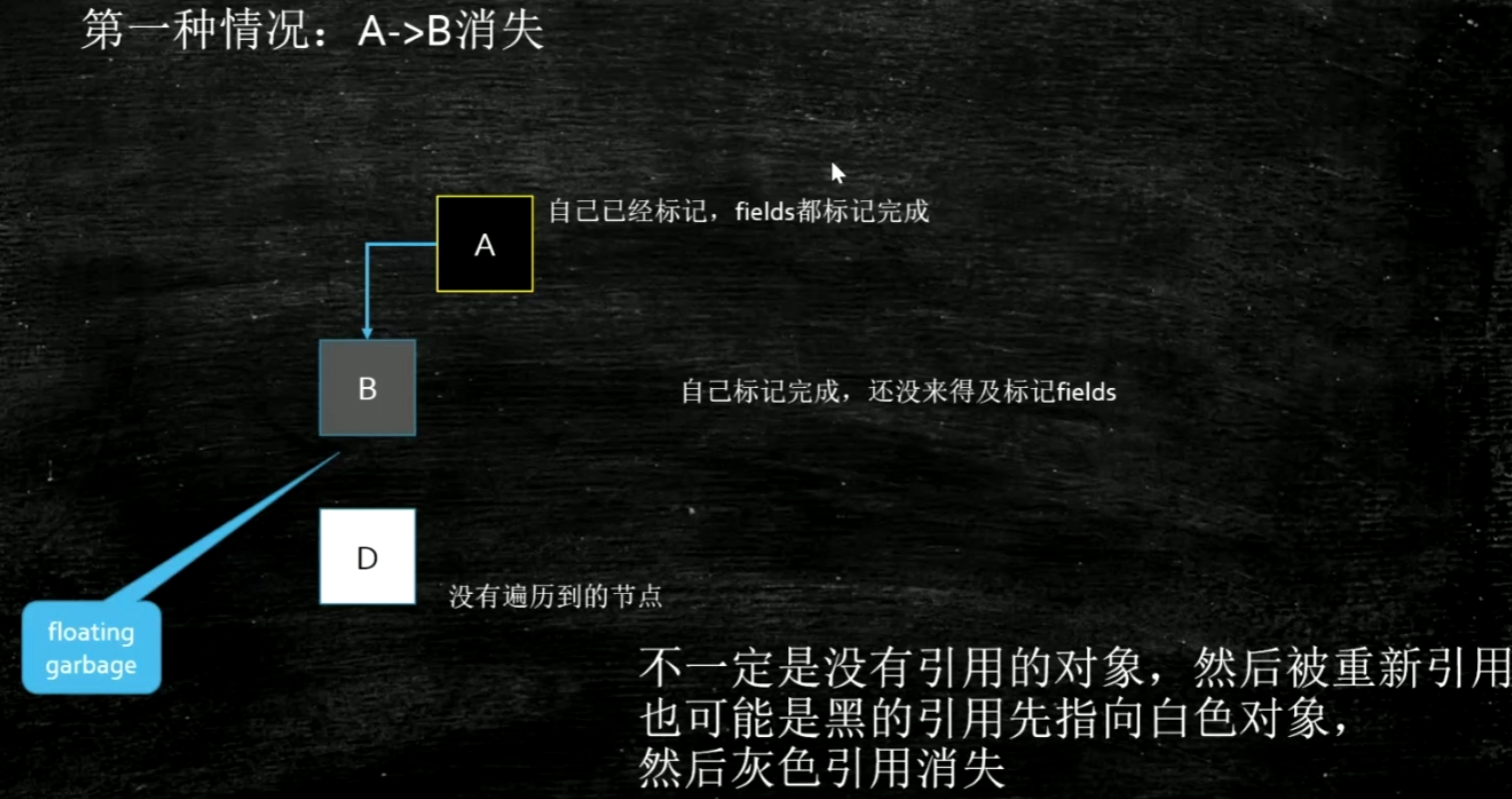 第一种情况：A->B消失
自己已经标记，fields都标记完成
A
B
自己标记完成，还没来得及标记fields
D
没有遍历到的节点
floating
garbage
不一定是没有引用的对象，然后被重新引用
也可能是黑的引用先指向白色对象，
然后灰色引用消失